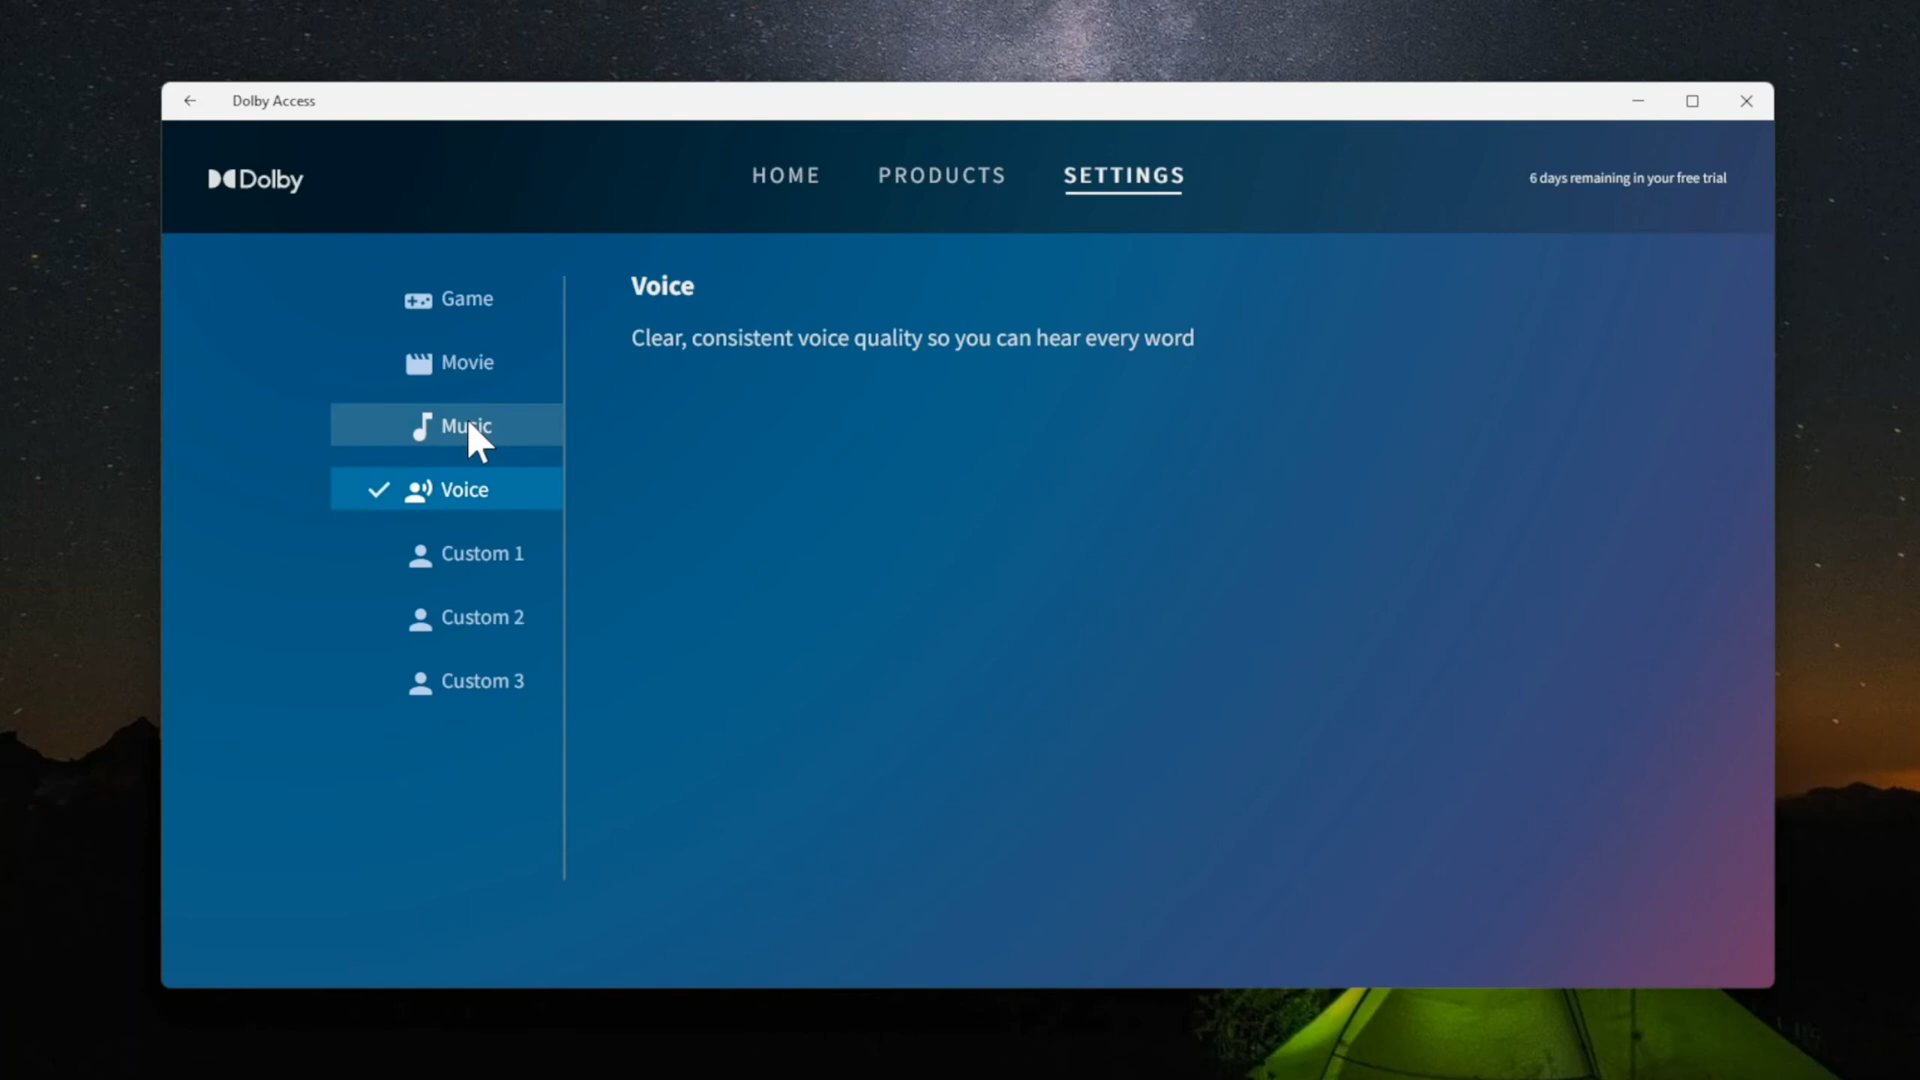 Dolby Access
Dolby
HOME
PRODUCTS
SETTINGS
6 days remaining in your free trial
Game
Movie
Music
Voice
Custom 1
Custom 2
Custom 3
Voice
Clear, consistent voice quality so you can hear every word